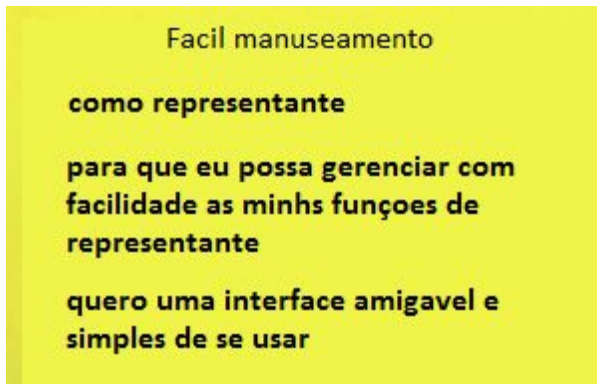 Facil manuseamento
como representante
para que eu possa gerenciar com
facilidade as minhs funçoes de
representante
quero uma interface amigavel e
simples de se usar